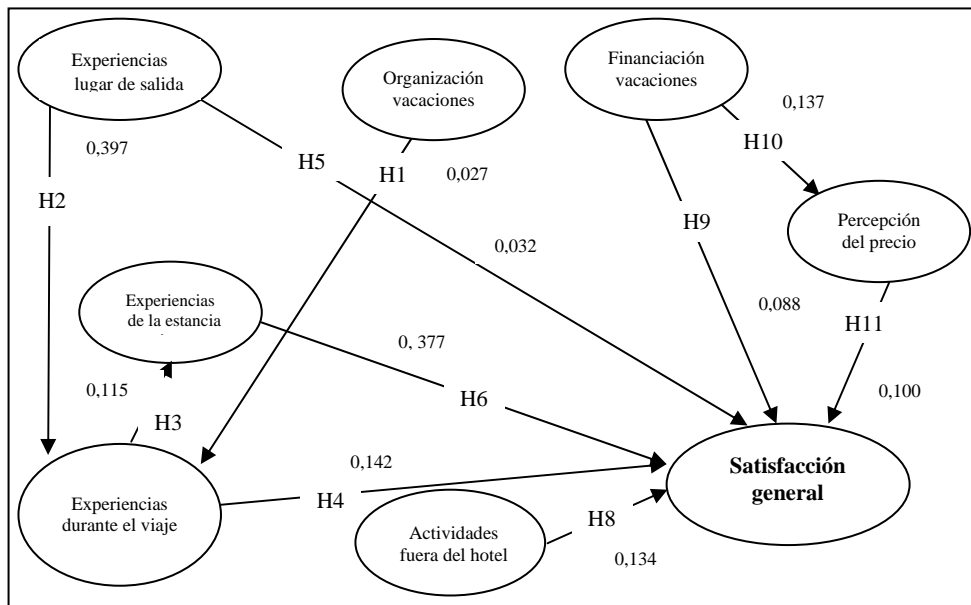 Experiencias
lugar de salida
Organización
vacaciones
Financiación
vacaciones
0,137
H10
0,397
H5
H1
0,027
H2
H9
Percepción
del precio
0,032
Experiencias
de la estancia
0,088
H11
0, 377
0,115
H6
0,100
H3
0,142
Satisfacción
general
Experiencias
durante el viaje
H4
Actividades
fuera del hotel
H8
0,134